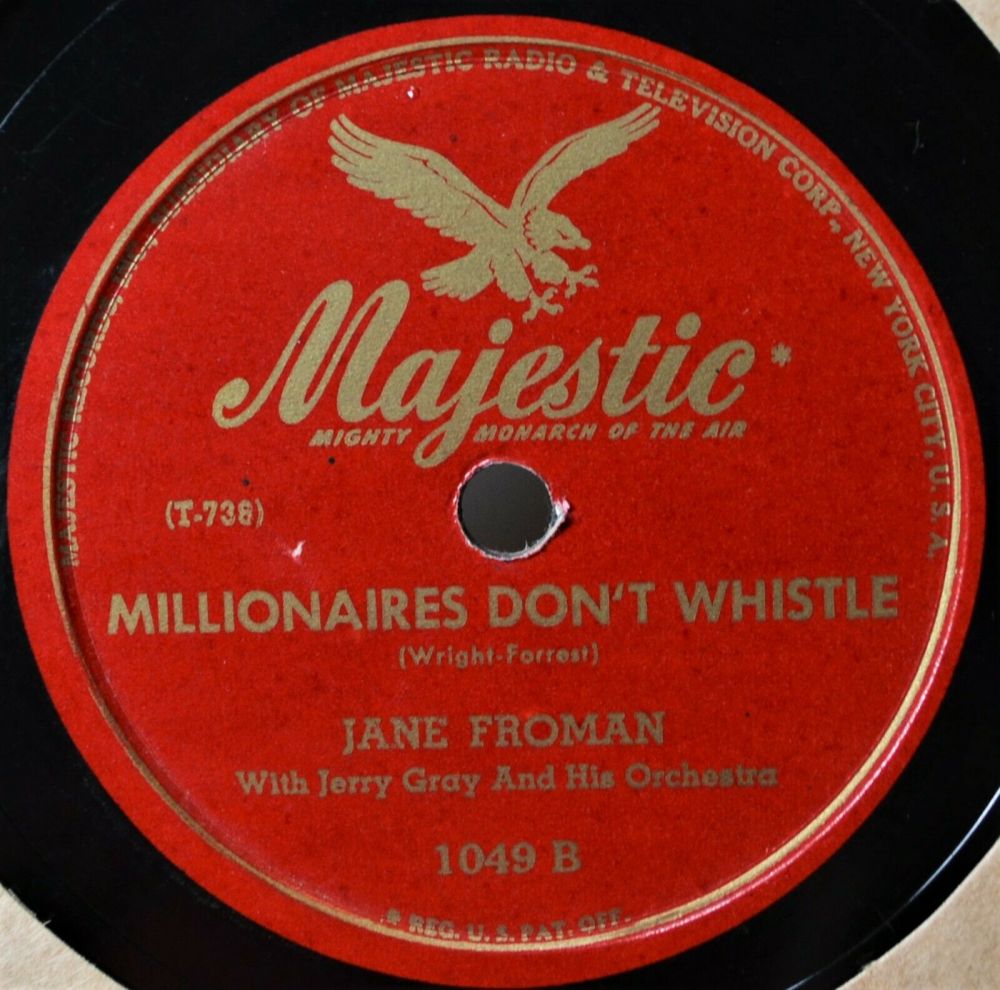 MAJESTIC RECORDS, INC., SUBSIDIARY OF MAJESTIC RADIO & TELEVISION CORP., NEW YORK CITY, U. S. A.
Majestic*
MIGHTY MONARCH OF THE AIR
(T-738)
MILLIONAIRES DON'T WHISTLE
(Wright-Forrest)
JANE FROMAN
With Jerry Gray And His Orchestra
1049 B
* REG. U. S. PAT. OFF.